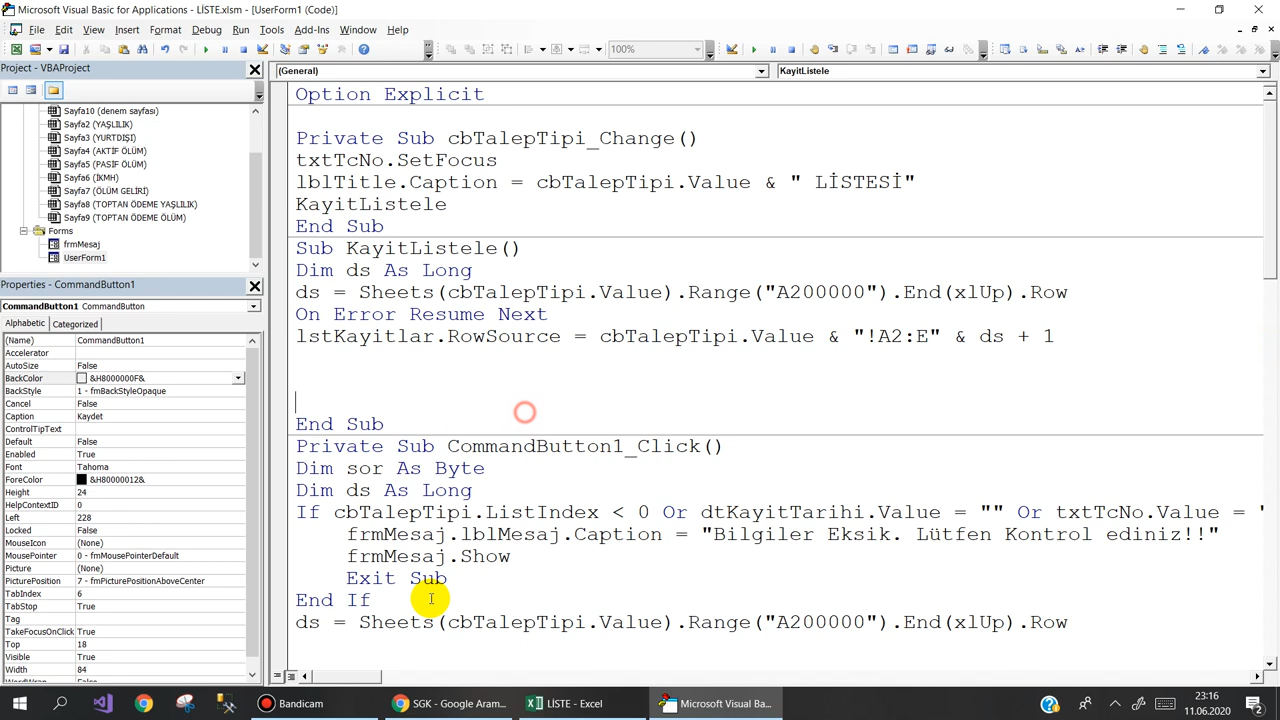 Microsoft Visual Basic for Applications - LİSTE.xlsm - [UserForm1 (Code)]
File Edit View Insert Format Debug Run Tools Add-Ins Window Help
100%
Project - VBAProject
Sayfa10 (denem sayfası)
Sayfa2 (YAŞLILIK)
Sayfa3 (YURTDIŞI)
Sayfa4 (AKTİF ÖLÜM)
Sayfa5 (PASİF ÖLÜM)
Sayfa6 (İKMH)
Sayfa7 (ÖLÜM GELİRİ)
Sayfa8 (TOPTAN ÖDEME YAŞLILIK)
Sayfa9 (TOPTAN ÖDEME ÖLÜM)
Forms
frmMesaj
UserForm1
Properties - CommandButton1
CommandButton1 CommandButton
Alphabetic Categorized
(Name) CommandButton1
Accelerator
AutoSize False
BackColor &H8000000F&
BackStyle 1 - fmBackStyleOpaque
Cancel False
Caption Kaydet
ControlTipText
Default False
Enabled True
Font Tahoma
ForeColor &H80000012&
Height 24
HelpContextID 0
Left 228
Locked False
MouseIcon (None)
MousePointer 0 - fmMousePointerDefault
Picture (None)
PicturePosition 7 - fmPicturePositionAboveCenter
TabIndex 6
TabStop True
Tag
TakeFocusOnClick True
Top 18
Visible True
Width 84
(General) KayitListele
Option Explicit
Private Sub cbTalepTipi_Change()
txtTcNo.SetFocus
lblTitle.Caption = cbTalepTipi.Value & " LİSTESİ"
KayitListele
End Sub
Sub KayitListele()
Dim ds As Long
ds = Sheets(cbTalepTipi.Value).Range("A200000").End(xlUp).Row
On Error Resume Next
lstKayitlar.RowSource = cbTalepTipi.Value & "!A2:E" & ds + 1
End Sub
Private Sub CommandButton1_Click()
Dim sor As Byte
Dim ds As Long
If cbTalepTipi.ListIndex < 0 Or dtKayitTarihi.Value = "" Or txtTcNo.Value = "
frmMesaj.lblMesaj.Caption = "Bilgiler Eksik. Lütfen Kontrol ediniz!!"
frmMesaj.Show
Exit Sub
End If
ds = Sheets(cbTalepTipi.Value).Range("A200000").End(xlUp).Row
Bandicam
SGK - Google Aram...
LİSTE - Excel
Microsoft Visual Ba...
23:16
11.06.2020
2